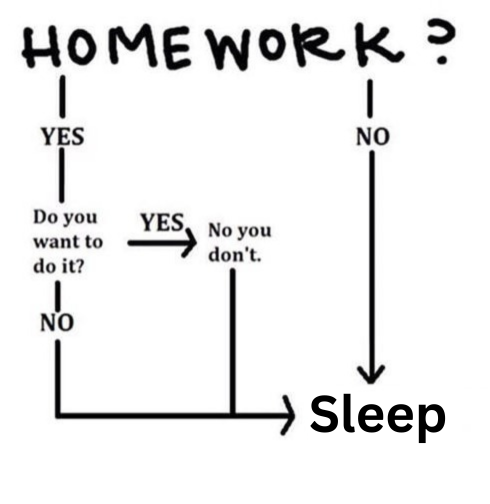 HOMEWORK?
YES
NO
Do you
want to
do it?
YES
No you
don't.
NO
Sleep